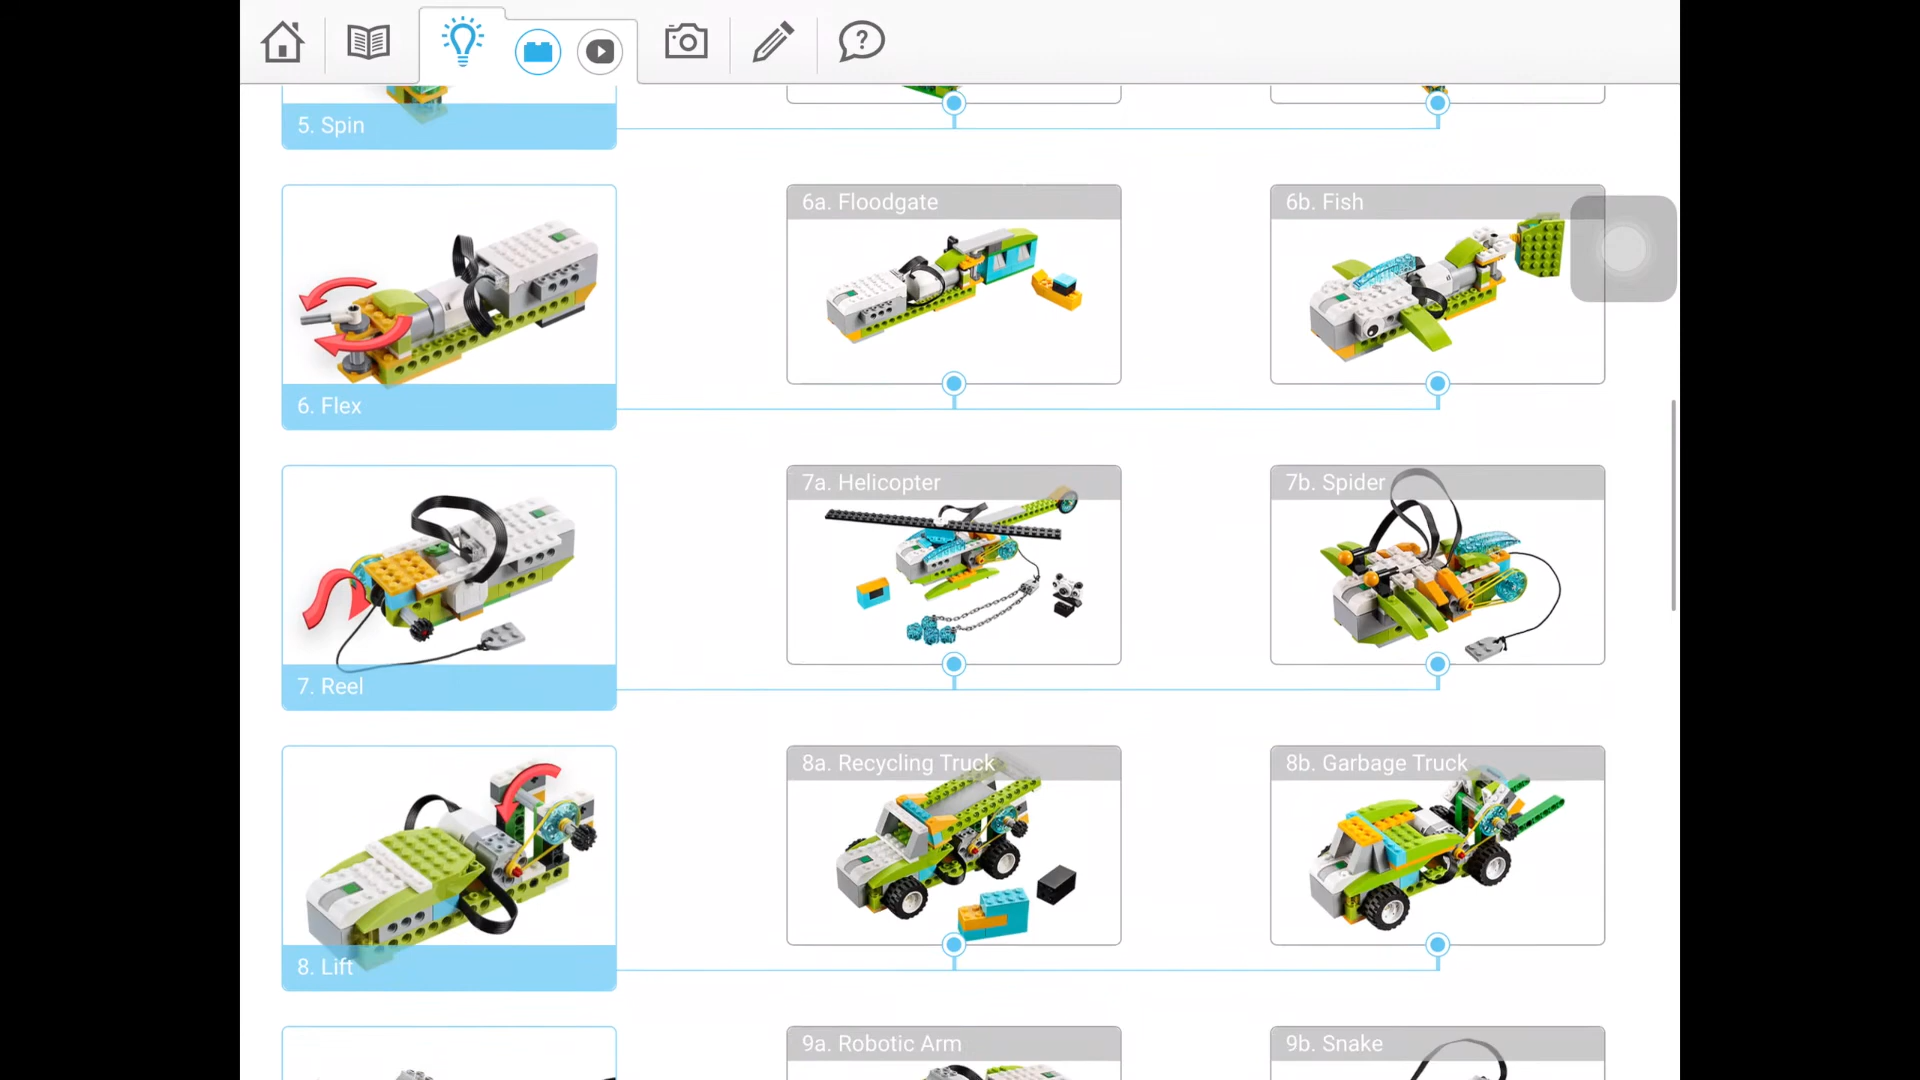 5. Spin
6a. Floodgate
6b. Fish
6. Flex
7a. Helicopter
7b. Spider
7. Reel
8a. Recycling Truck
8b. Garbage Truck
8. Lift
9a. Robotic Arm
9b. Snake